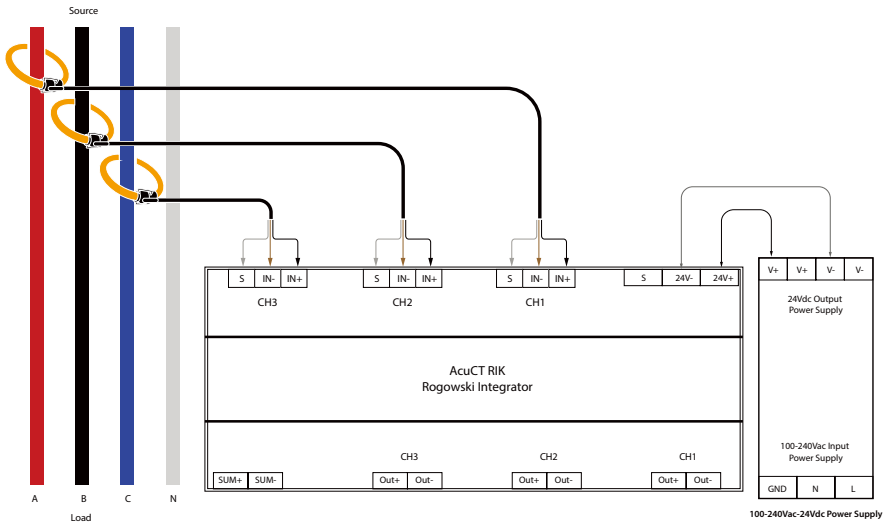 Source
S IN- IN+
CH3
S IN- IN+
CH2
S IN- IN+
CH1
S 24V- 24V+
V+ V+ V- V-
24Vdc Output
Power Supply
AcuCT RIK
Rogowski Integrator
100-240Vac Input
Power Supply
CH3
CH2
CH1
SUM+ SUM-
Out+ Out-
Out+ Out-
Out+ Out-
GND N L
A B C N
Load
100-240Vac-24Vdc Power Supply